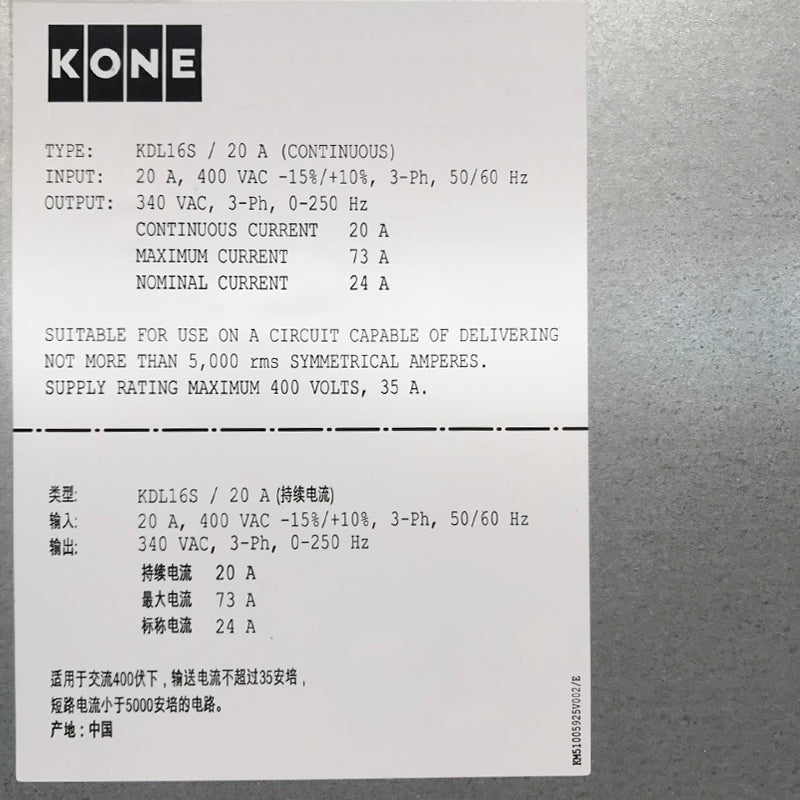 KONE
TYPE: KDL16S / 20 A (CONTINUOUS)
INPUT: 20 A, 400 VAC -15%/+10%, 3-Ph, 50/60 Hz
OUTPUT: 340 VAC, 3-Ph, 0-250 Hz
CONTINUOUS CURRENT 20 A
MAXIMUM CURRENT 73 A
NOMINAL CURRENT 24 A
SUITABLE FOR USE ON A CIRCUIT CAPABLE OF DELIVERING
NOT MORE THAN 5,000 rms SYMMETRICAL AMPERES.
SUPPLY RATING MAXIMUM 400 VOLTS, 35 A.
类型: KDL16S / 20 A (持续电流)
输入: 20 A, 400 VAC -15%/+10%, 3-Ph, 50/60 Hz
输出: 340 VAC, 3-Ph, 0-250 Hz
持续电流 20 A
最大电流 73 A
标称电流 24 A
适用于交流400伏下，输送电流不超过35安培，
短路电流小于5000安培的电路。
产地：中国
KM51005925V002/E